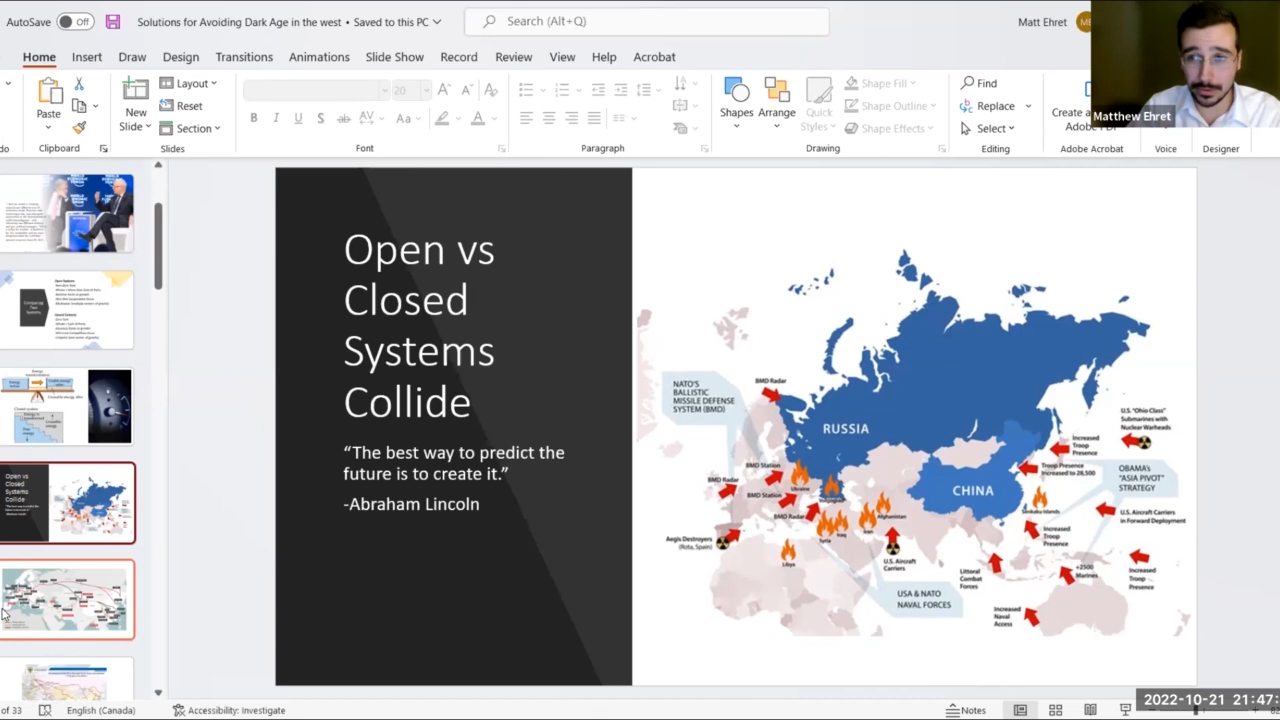 AutoSave Off Solutions for Avoiding Dark Age in the west • Saved to this PC Search (Alt+Q) Matt Ehret
Home Insert Draw Design Transitions Animations Slide Show Record Review View Help Acrobat
Paste
New
Slide
Layout
Reset
Section
20
Aa
Shapes
Arrange
Quick
Styles
Shape Fill
Shape Outline
Shape Effects
Find
Replace
Select
Create a
Matthew Ehret
Clipboard Slides Font Paragraph Drawing Editing Adobe Acrobat Voice Designer
Open vs
Closed
Systems
Collide
“The best way to predict the
future is to create it.”
-Abraham Lincoln
NATO'S
BALLISTIC
MISSILE DEFENSE
SYSTEM (BMD)
BMD Radar
RUSSIA
CHINA
U.S. "Ohio Class"
Submarines with
Nuclear Warheads
Increased
Troop
Presence
Troop Presence
Increased to 28,500
OBAMA'S
"ASIA PIVOT"
STRATEGY
BMD Station
BMD Radar
BMD Station
Ukraine
BMD Radar
Syria
Iraq
Iran
Afghanistan
Senkaku Islands
U.S. Aircraft Carriers
in Forward Deployment
Aegis Destroyers
(Rota, Spain)
Libya
U.S. Aircraft
Carriers
Increased
Troop
Presence
Littoral
Combat
Forces
+2500
Marines
Increased
Troop
Presence
USA & NATO
NAVAL FORCES
Increased
Naval
Access
of 33 English (Canada) Accessibility: Investigate Notes
2022-10-21 21:47: